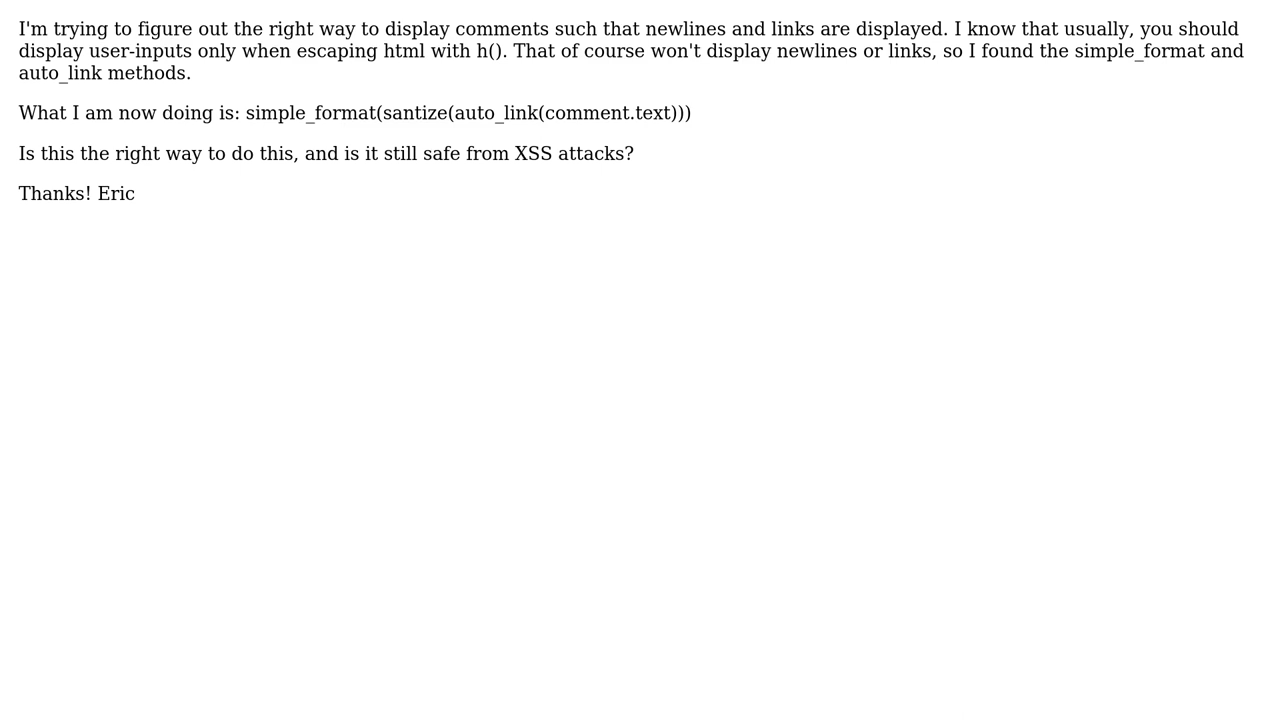 I'm trying to figure out the right way to display comments such that newlines and links are displayed. I know that usually, you should
display user-inputs only when escaping html with h(). That of course won't display newlines or links, so I found the simple_format and
auto_link methods.
What I am now doing is: simple_format(santize(auto_link(comment.text)))
Is this the right way to do this, and is it still safe from XSS attacks?
Thanks! Eric